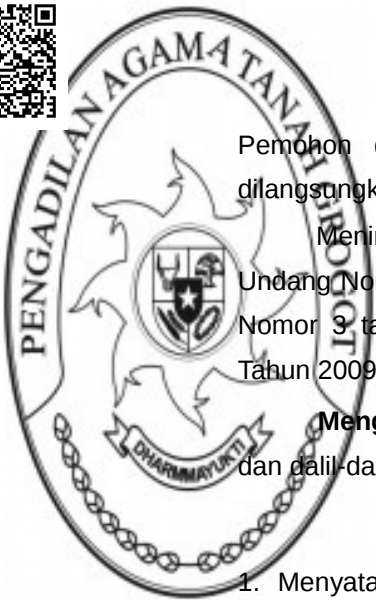 PENGADILAN AGAMA TANAH GROGOT
DHARMMAYUKTI
Pemohon
dilangsungk
Menin
Undang No
Nomor 3 ta
Tahun 2009
Meng
dan dalil-da
1. Menyata